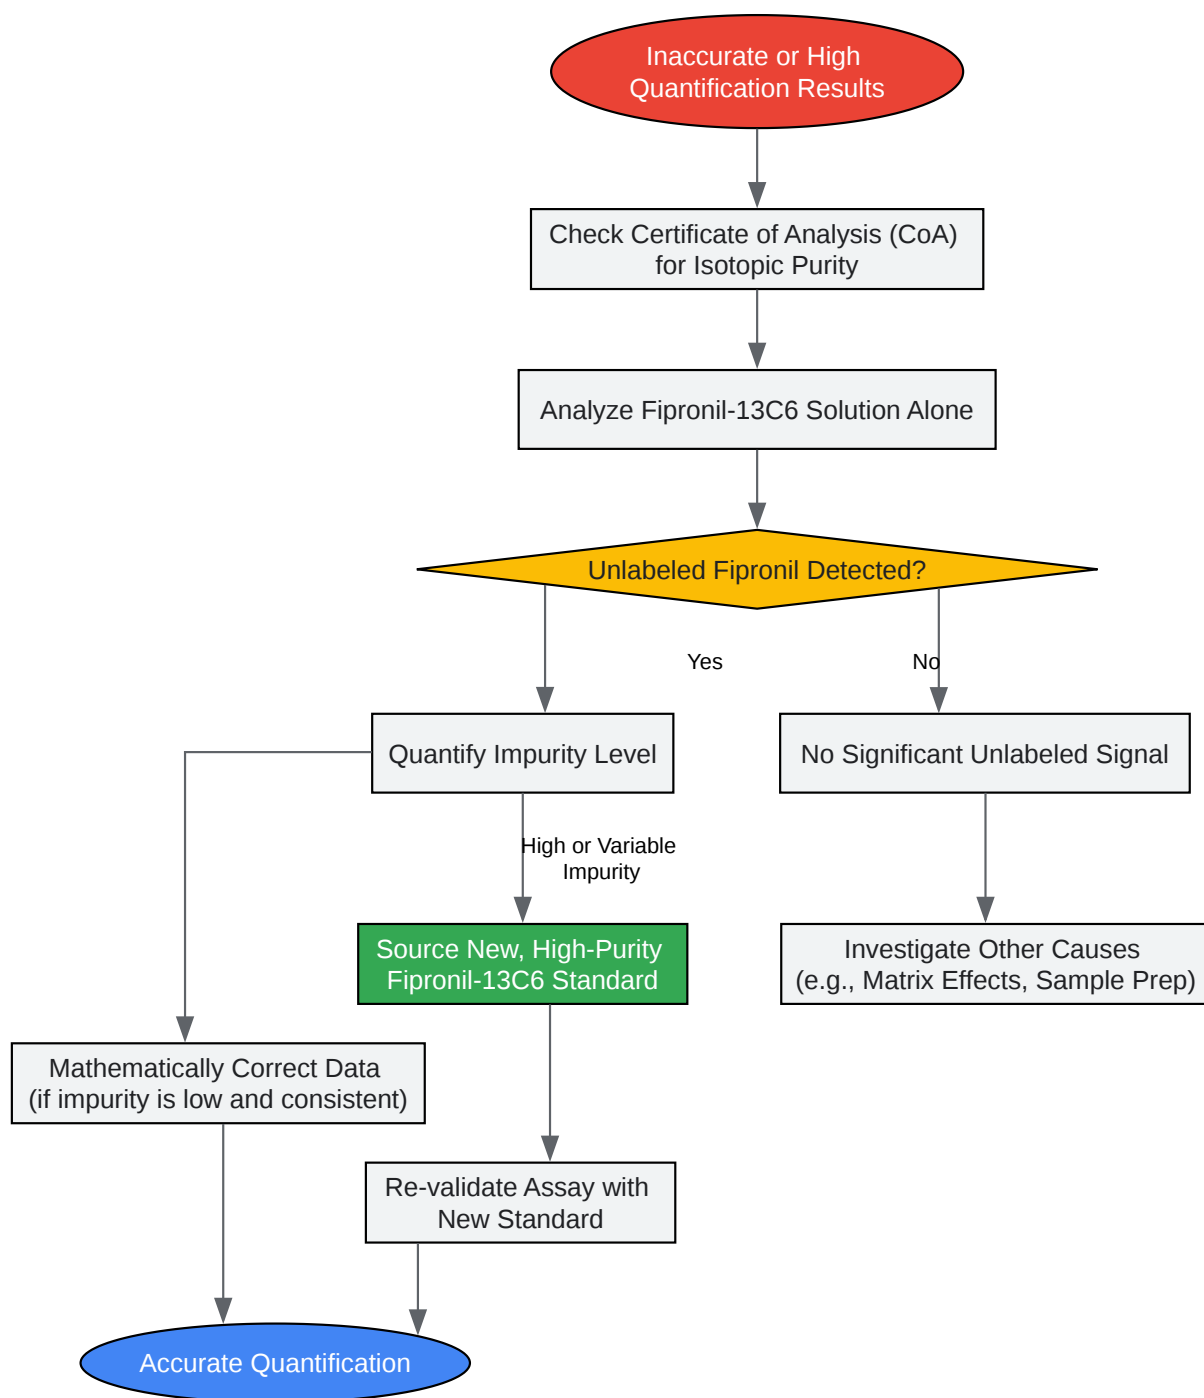 Inaccurate or High
Quantification Results
Check Certificate of Analysis (CoA)
for Isotopic Purity
Analyze Fipronil-13C6 Solution Alone
Unlabeled Fipronil Detected?
Yes
No
Quantify Impurity Level
No Significant Unlabeled Signal
High or Variable
Impurity
Source New, High-Purity
Fipronil-13C6 Standard
Investigate Other Causes
(e.g., Matrix Effects, Sample Prep)
Mathematically Correct Data
(if impurity is low and consistent)
Re-validate Assay with
New Standard
Accurate Quantification